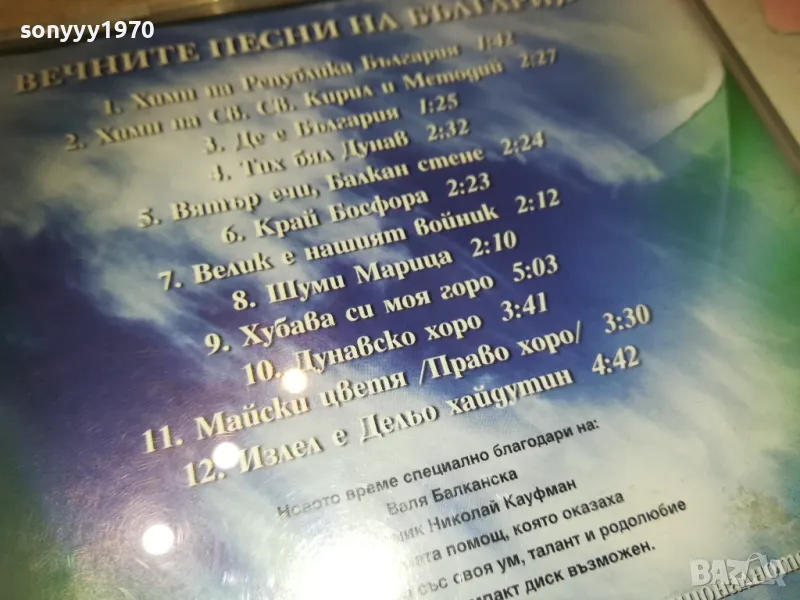 sonyyy1970
ВЕЧНИТЕ ПЕСНИ НА БЪЛГАРИЯ
1. Химн на Република България 1:42
2. Химн на Св. Св. Кирил и Методий 2:27
3. Де е България 1:25
4. Тих бял Дунав 2:32
5. Вятър ечи, Балкан стене 2:24
6. Край Босфора 2:23
7. Велик е нашият войник 2:12
8. Шуми Марица 2:10
9. Хубава си моя горо 5:03
10. Дунавско хоро 3:41
11. Майски цветя /Право хоро/ 3:30
12. Излел е Дельо хайдутин 4:42
Новото време специално благодари на:
Валя Балканска
Николай Кауфман
помощ, която оказаха
със своя ум, талант и родолюбие
диск възможен.
bazar